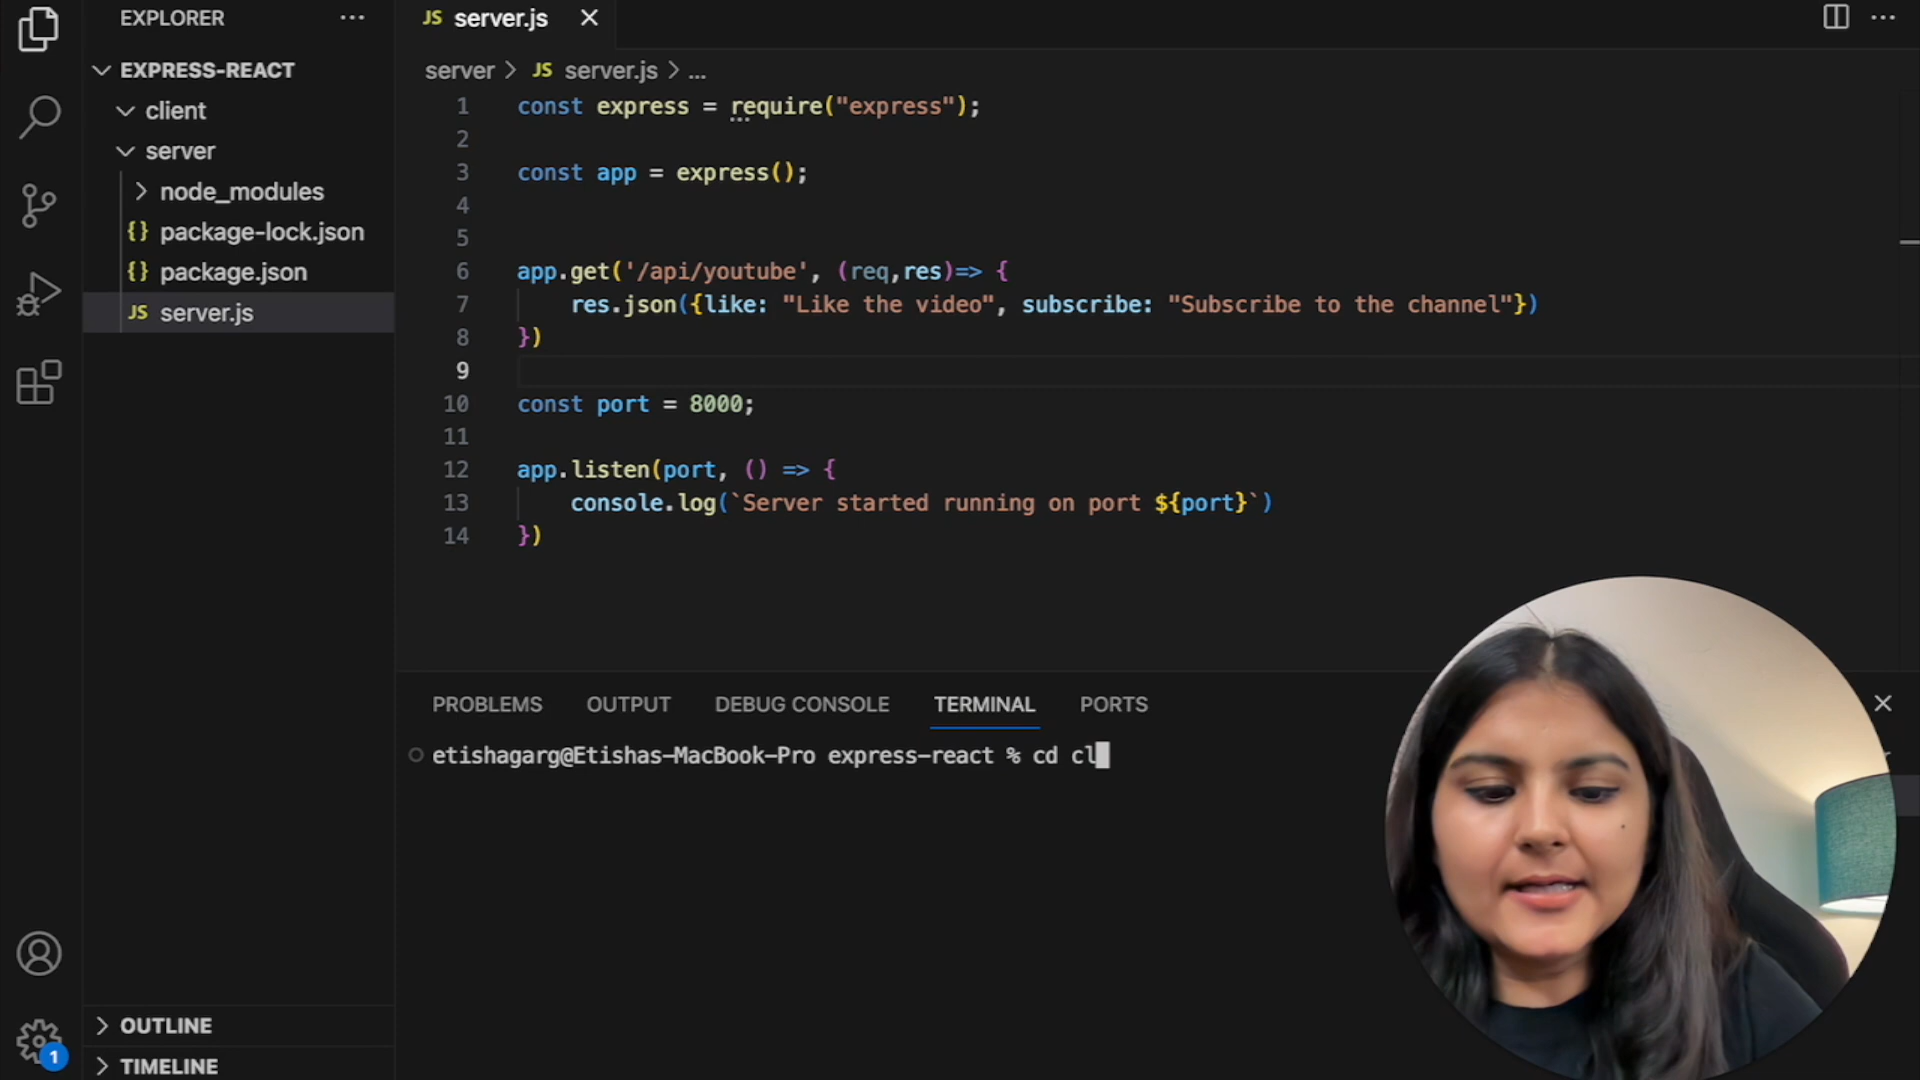 EXPLORER
EXPRESS-REACT
client
server
node_modules
{} package-lock.json
{} package.json
JS server.js
OUTLINE
TIMELINE
1
JS server.js
server > JS server.js > ...
1 const express = require("express");
2
3 const app = express();
4
5
6 app.get('/api/youtube', (req,res)=> {
7 res.json({like: "Like the video", subscribe: "Subscribe to the channel"})
8 })
9
10 const port = 8000;
11
12 app.listen(port, () => {
13 console.log(`Server started running on port ${port}`)
14 })
PROBLEMS OUTPUT DEBUG CONSOLE TERMINAL PORTS
etishagarg@Etishas-MacBook-Pro express-react % cd cl